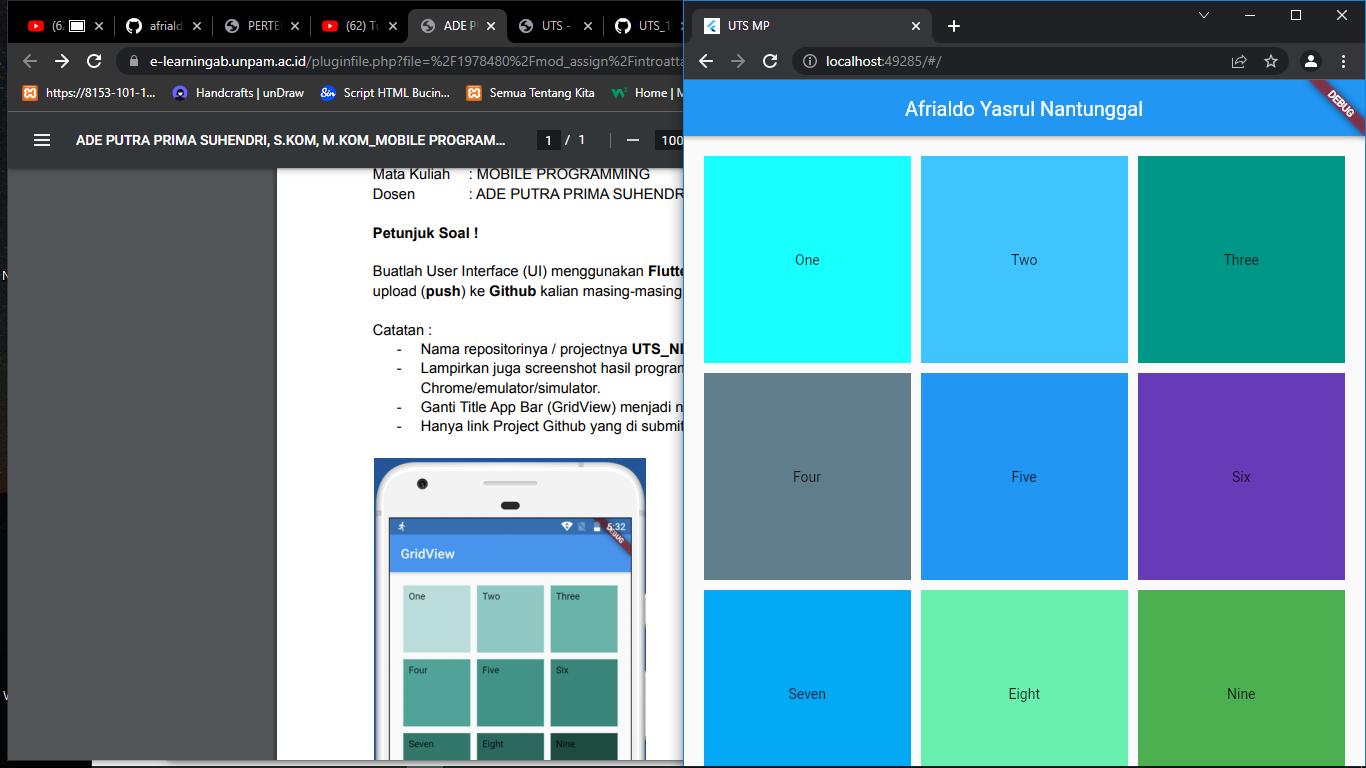 (62
afriald
PERTE
(62) Tu
ADE P
UTS -
UTS_1
e-learningab.unpam.ac.id/pluginfile.php?file=%2F1978480%2Fmod_assign%2Fintroatta
https://8153-101-1...
Handcrafts | unDraw
Script HTML Bucin...
Semua Tentang Kita
Home | M
ADE PUTRA PRIMA SUHENDRI, S.KOM, M.KOM_MOBILE PROGRAM...
1 / 1
100
Mata Kuliah : MOBILE PROGRAMMING
Dosen : ADE PUTRA PRIMA SUHENDR
Petunjuk Soal !
Buatlah User Interface (UI) menggunakan Flutte
upload (push) ke Github kalian masing-masing
Catatan :
- Nama repositorinya / projectnya UTS_NI
- Lampirkan juga screenshot hasil program
Chrome/emulator/simulator.
- Ganti Title App Bar (GridView) menjadi n
- Hanya link Project Github yang di submit
5:32
DEBUG
GridView
One
Two
Three
Four
Five
Six
Seven
Eight
Nine
UTS MP
localhost:49285/#/
Afrialdo Yasrul Nantunggal
DEBUG
One
Two
Three
Four
Five
Six
Seven
Eight
Nine